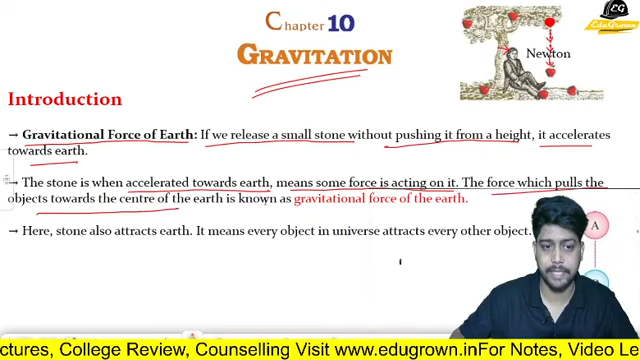 Chapter 10
GRAVITATION
EG
EduGrown
Newton
Introduction
→ Gravitational Force of Earth: If we release a small stone without pushing it from a height, it accelerates
towards earth.
→ The stone is when accelerated towards earth, means some force is acting on it. The force which pulls the
objects towards the centre of the earth is known as gravitational force of the earth.
→ Here, stone also attracts earth. It means every object in universe attracts every other object.
A
ctures, College Review, Counselling Visit www.edugrown.inFor Notes, Video Le